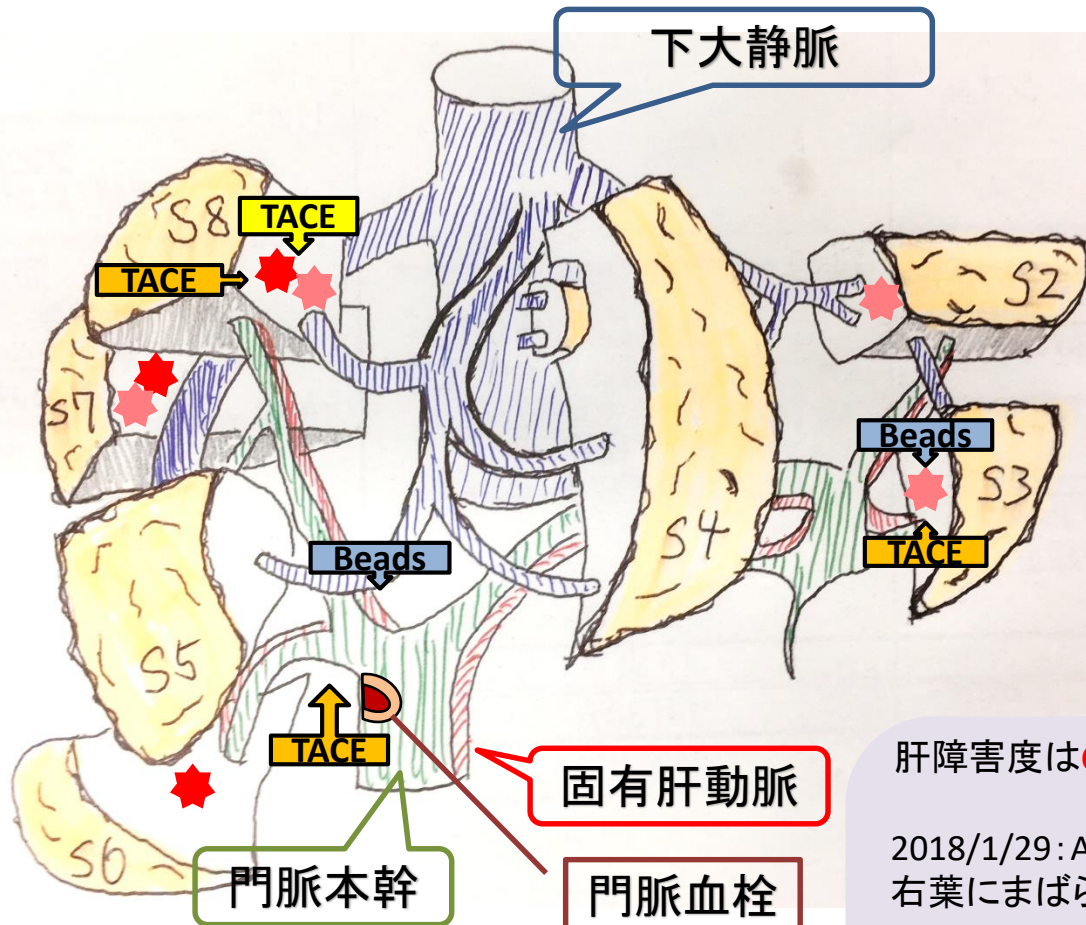 下大静脈
S8
TACE
TACE
S2
S7
Beads
S3
S4
Beads
TACE
S5
TACE
固有肝動脈
肝障害度は
S6
門脈本幹
門脈血栓
2018/1/29:A
右葉にまばら